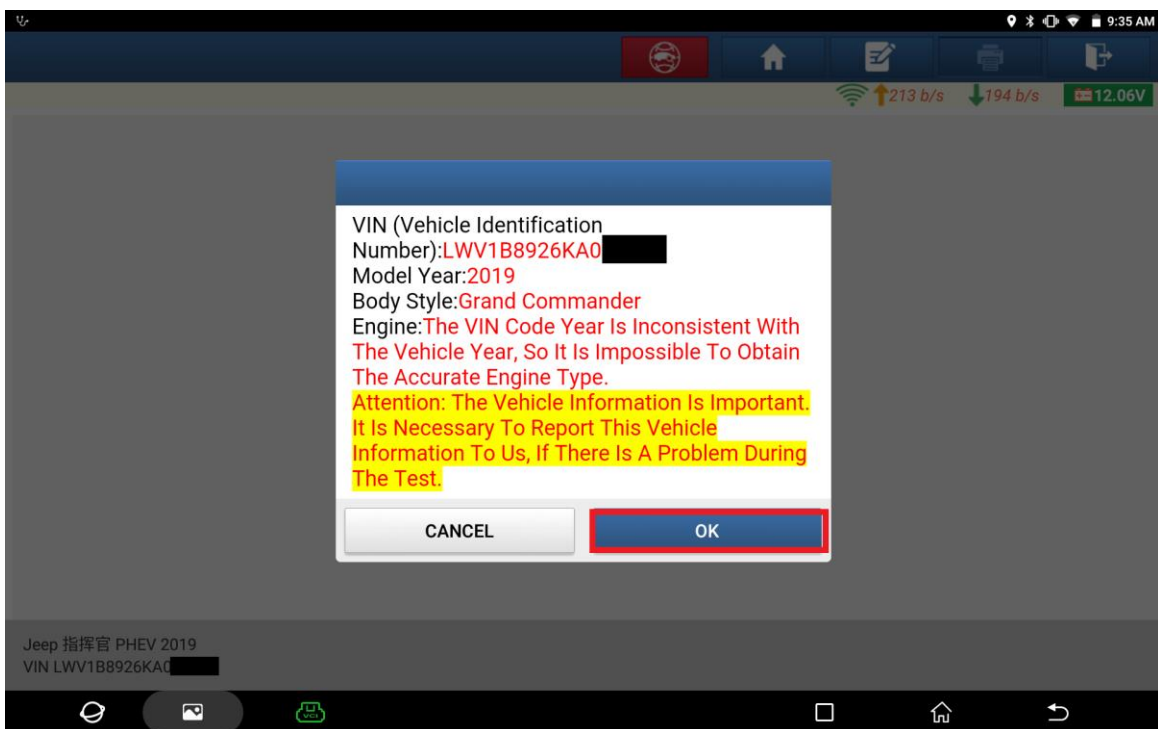 9:35 AM
213 b/s 194 b/s 12.06V
VIN (Vehicle Identification
Number):LWV1B8926KA0
Model Year:2019
Body Style:Grand Commander
Engine:The VIN Code Year Is Inconsistent With
The Vehicle Year, So It Is Impossible To Obtain
The Accurate Engine Type.
Attention: The Vehicle Information Is Important.
It Is Necessary To Report This Vehicle
Information To Us, If There Is A Problem During
The Test.
CANCEL OK
Jeep 指挥官 PHEV 2019
VIN LWV1B8926KA0
VCI